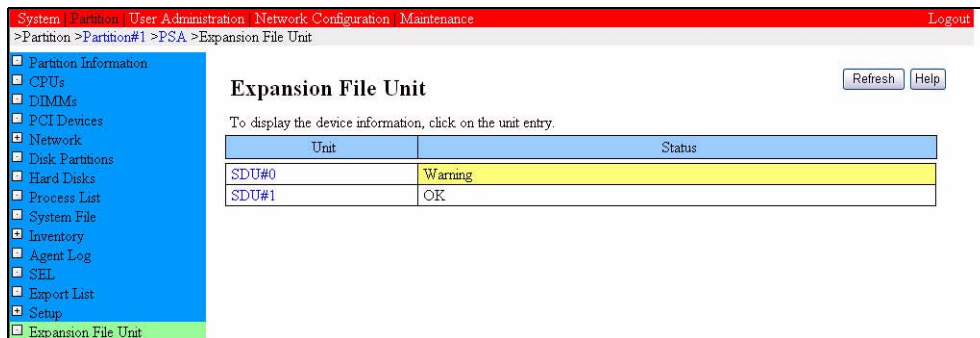 System | Partition | User Administration | Network Configuration | Maintenance Logout
>Partition >Partition#1 >PSA >Expansion File Unit
Partition Information
CPUs
DIMMs
PCI Devices
Network
Disk Partitions
Hard Disks
Process List
System File
Inventory
Agent Log
SEL
Export List
Setup
Expansion File Unit
Expansion File Unit
Refresh Help
To display the device information, click on the unit entry.
Unit Status
SDU#0 Warning
SDU#1 OK